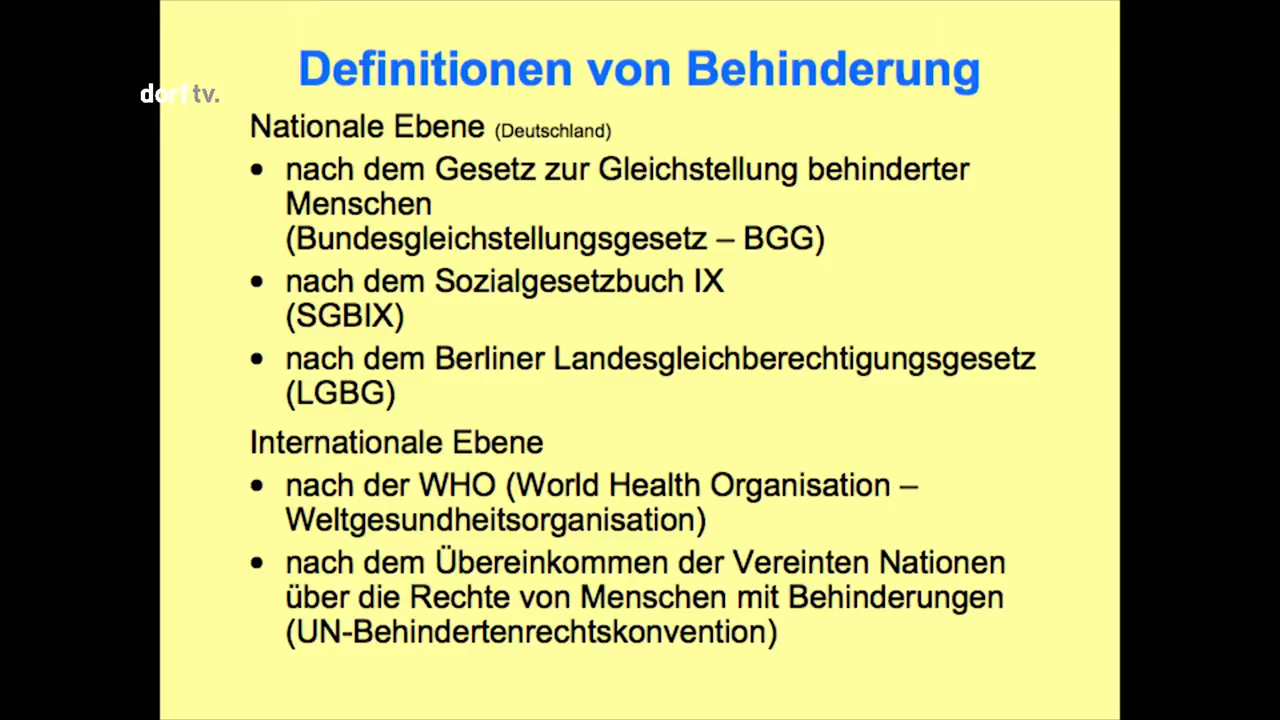 Definitionen von Behinderung
dorf tv.
Nationale Ebene (Deutschland)
• nach dem Gesetz zur Gleichstellung behinderter
Menschen
(Bundesgleichstellungsgesetz – BGG)
• nach dem Sozialgesetzbuch IX
(SGBIX)
• nach dem Berliner Landesgleichberechtigungsgesetz
(LGBG)
Internationale Ebene
• nach der WHO (World Health Organisation –
Weltgesundheitsorganisation)
• nach dem Übereinkommen der Vereinten Nationen
über die Rechte von Menschen mit Behinderungen
(UN-Behindertenrechtskonvention)